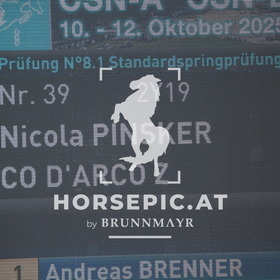 CSN-A CSN-
10. - 12. Oktober 2025
Prüfung N°8.1 Standardspringprüfung
Nr. 39 2Y19
Nicola PINSKER
CO D'ARCO Z
HORSEPIC.AT
by BRUNNMAYR
1 Andreas BRENNER